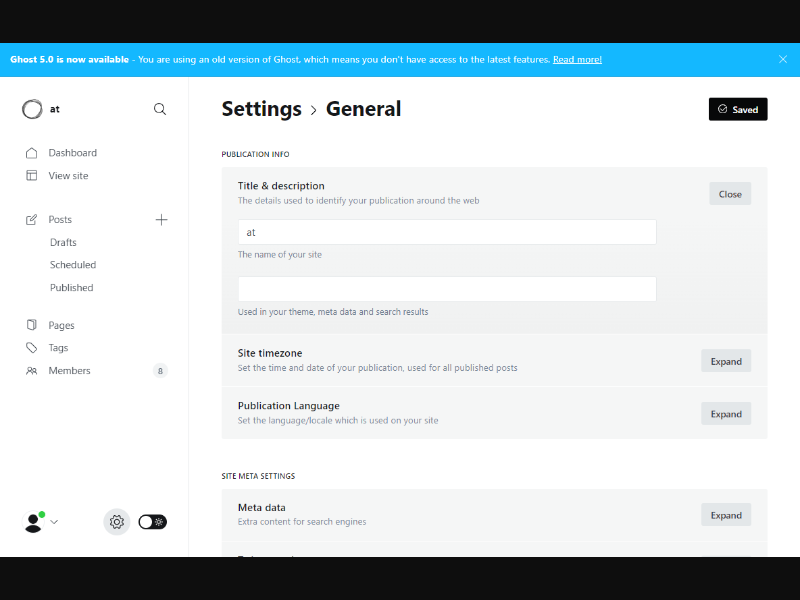 Ghost 5.0 is now available - You are using an old version of Ghost, which means you don't have access to the latest features. Read more!
at
Dashboard
View site
Posts
Drafts
Scheduled
Published
Pages
Tags
Members
8
Settings > General
Saved
PUBLICATION INFO
Title & description
The details used to identify your publication around the web
Close
at
The name of your site
Used in your theme, meta data and search results
Site timezone
Set the time and date of your publication, used for all published posts
Expand
Publication Language
Set the language/locale which is used on your site
Expand
SITE META SETTINGS
Meta data
Extra content for search engines
Expand